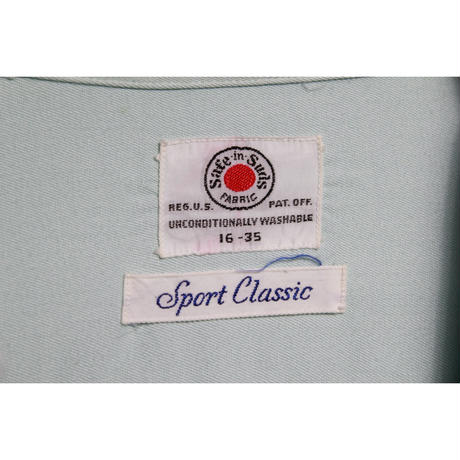 Safe-in-Suds
FABRIC
REG.U.S. PAT. OFF.
UNCONDITIONALLY WASHABLE
16-35
Sport Classic